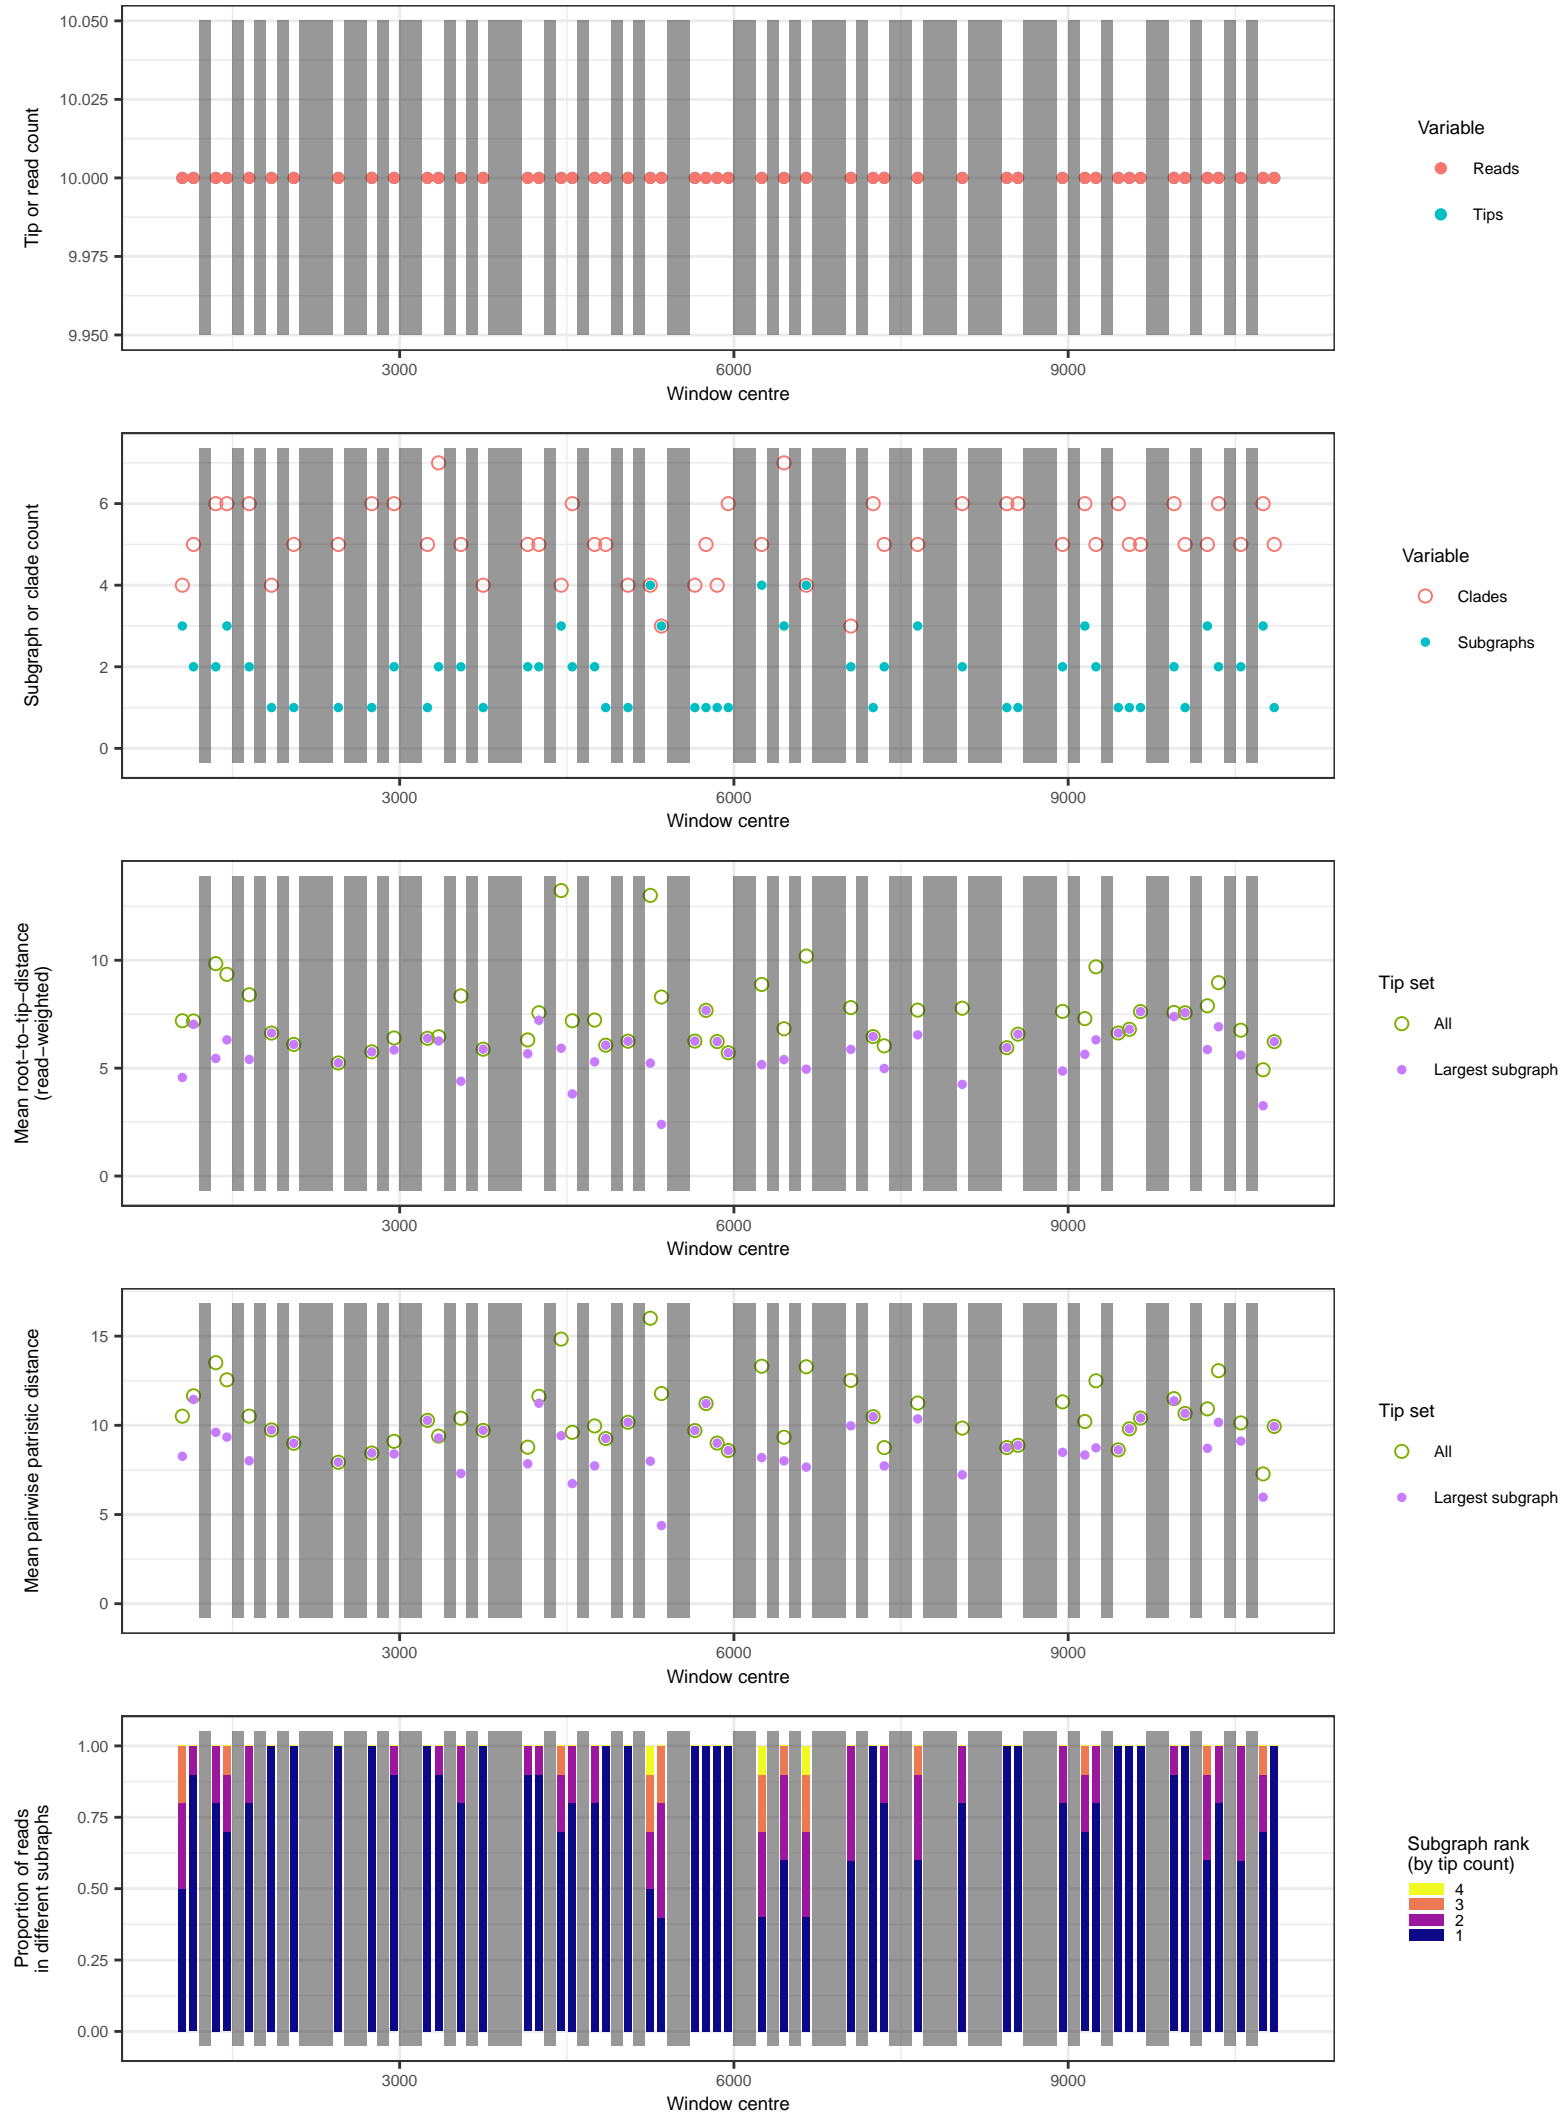 10.050
10.025
10.000
9.975
9.950
Tip or read count
3000 6000 9000
Window centre
Variable
Reads
Tips
6
4
2
0
Subgraph or clade count
3000 6000 9000
Window centre
Variable
Clades
Subgraphs
10
5
0
Mean root−to−tip−distance
(read−weighted)
3000 6000 9000
Window centre
Tip set
All
Largest subgraph
15
10
5
0
Mean pairwise patristic distance
3000 6000 9000
Window centre
Tip set
All
Largest subgraph
1.00
0.75
0.50
0.25
0.00
Proportion of reads
in different subraphs
3000 6000 9000
Window centre
Subgraph rank
(by tip count)
4
3
2
1